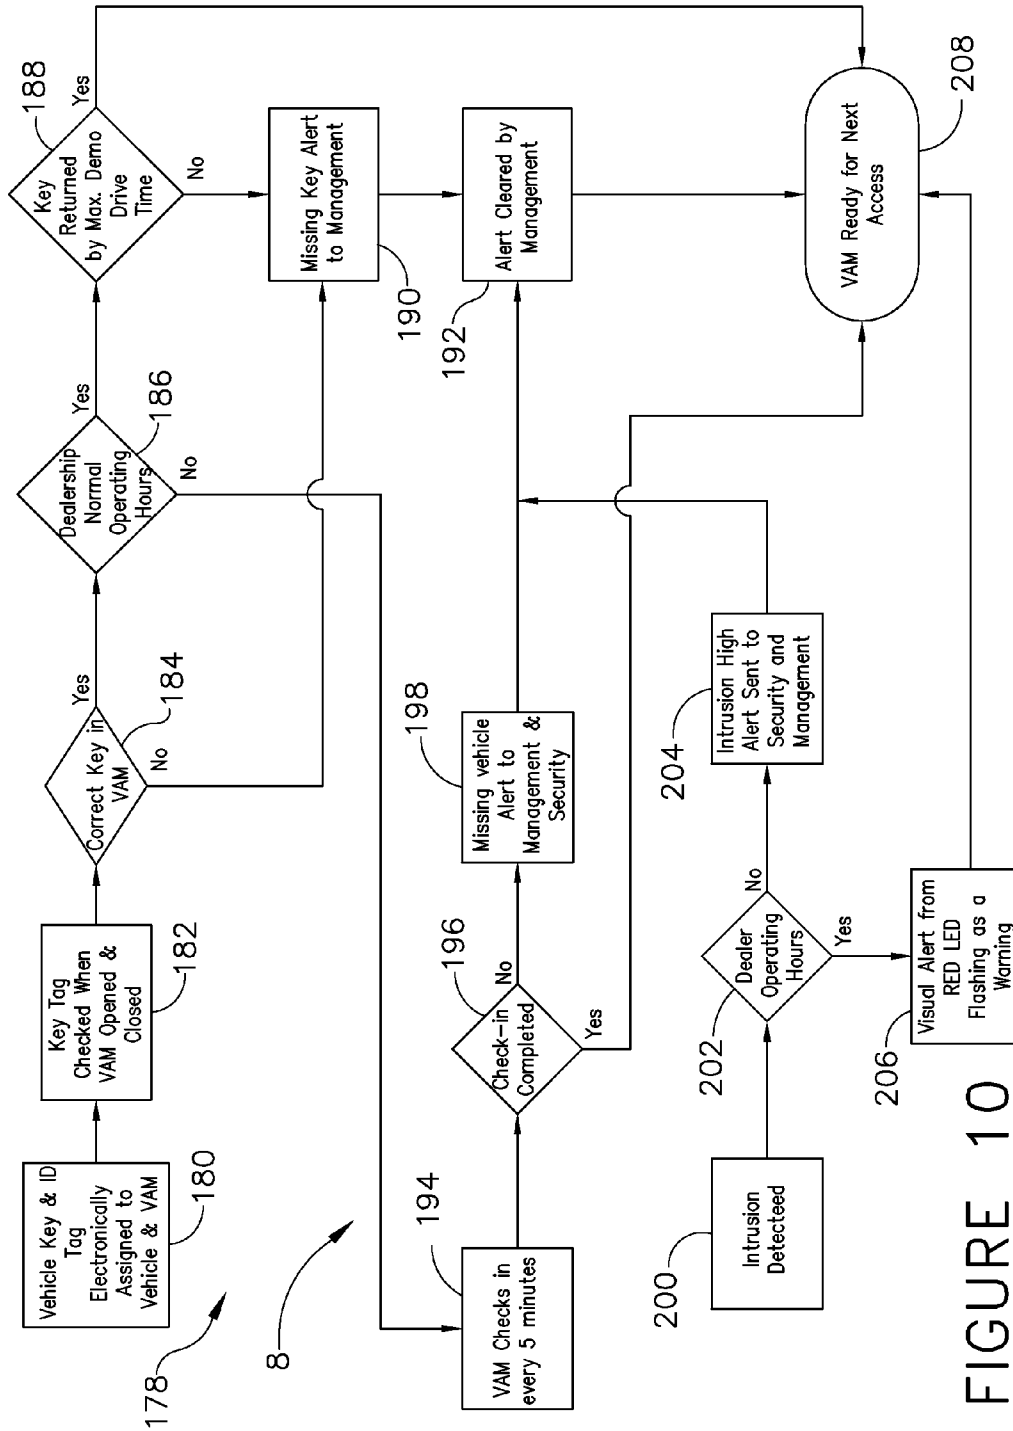 Vehicle Key & ID
Tag
Electronically
Assigned to
Vehicle & VAM
180
Key Tag
Checked When
VAM Opened &
Closed
182
Correct Key in
VAM
184
Yes
No
Dealership
Normal
Operating
Hours
186
Yes
No
Key
Returned
by Max. Demo
Drive
Time
188
Yes
No
178
8
Missing Key Alert
to Management
190
VAM Checks in
every 5 minutes
194
Check-in
Completed
196
No
Yes
Missing vehicle
Alert to
Management &
Security
198
Alert Cleared by
Management
192
Intrusion
Detecteed
200
Dealer
Operating
Hours
202
No
Yes
Intrusion High
Alert Sent to
Security and
Management
204
Visual Alert from
RED LED
Flashing as a
Warning
206
VAM Ready for Next
Access
208
FIGURE 10